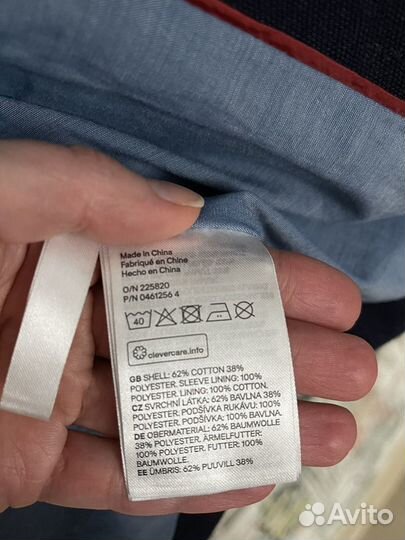 Made in China
Fabriqué en Chine
Hecho en China
O/N 225820
P/N 0461256 4
40
clevercare.info
GB SHELL: 62% COTTON 38%
POLYESTER. SLEEVE LINING: 100%
POLYESTER. LINING: 100% COTTON.
CZ SVRCHNÍ LÁTKA: 62% BAVLNA 38%
POLYESTER. PODŠÍVKA RUKÁVU: 100%
POLYESTER. PODŠÍVKA: 100% BAVLNA.
DE OBERMATERIAL: 62% BAUMWOLLE
38% POLYESTER. ÄRMELFUTTER:
100% POLYESTER. FUTTER: 100%
BAUMWOLLE.
EE ÜMBRIS: 62% PUUVILL 38%
Avito